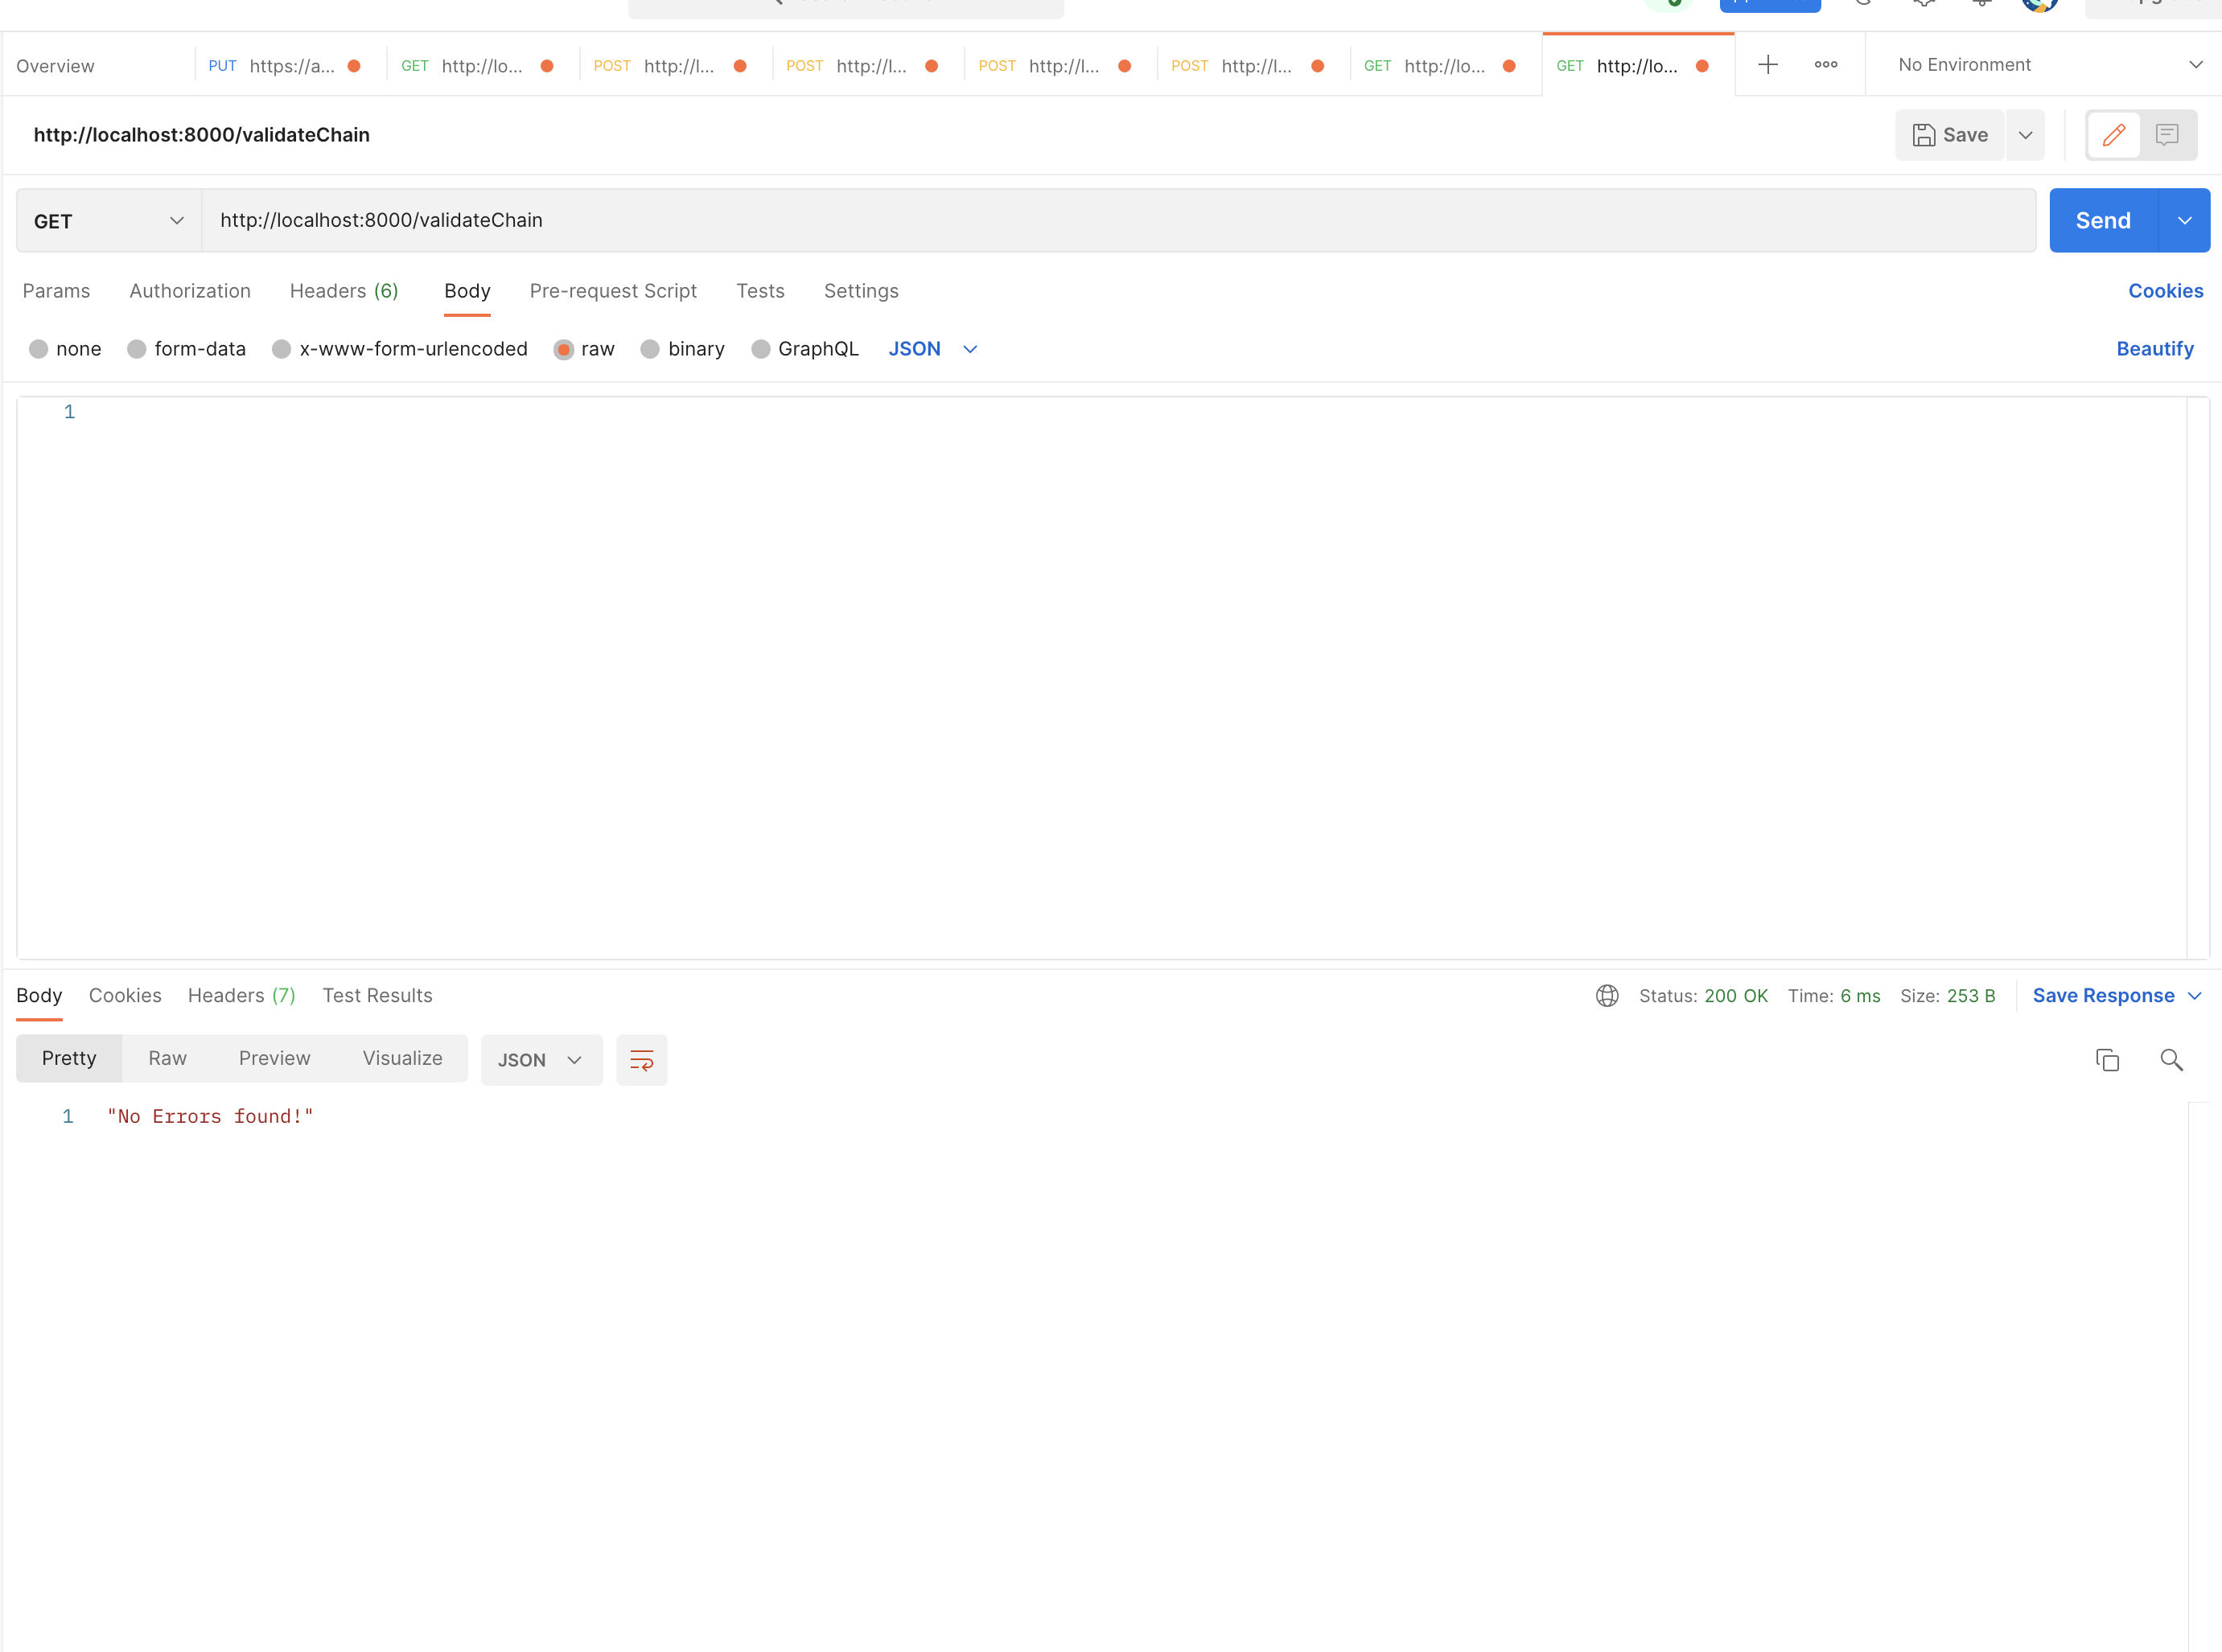 Overview PUT https://a... GET http://lo... POST http://l... POST http://l... POST http://l... POST http://l... GET http://lo... GET http://lo... No Environment
http://localhost:8000/validateChain Save
GET http://localhost:8000/validateChain Send
Params Authorization Headers (6) Body Pre-request Script Tests Settings Cookies
none form-data x-www-form-urlencoded raw binary GraphQL JSON Beautify
1
Body Cookies Headers (7) Test Results Status: 200 OK Time: 6 ms Size: 253 B Save Response
Pretty Raw Preview Visualize JSON
1 "No Errors found!"